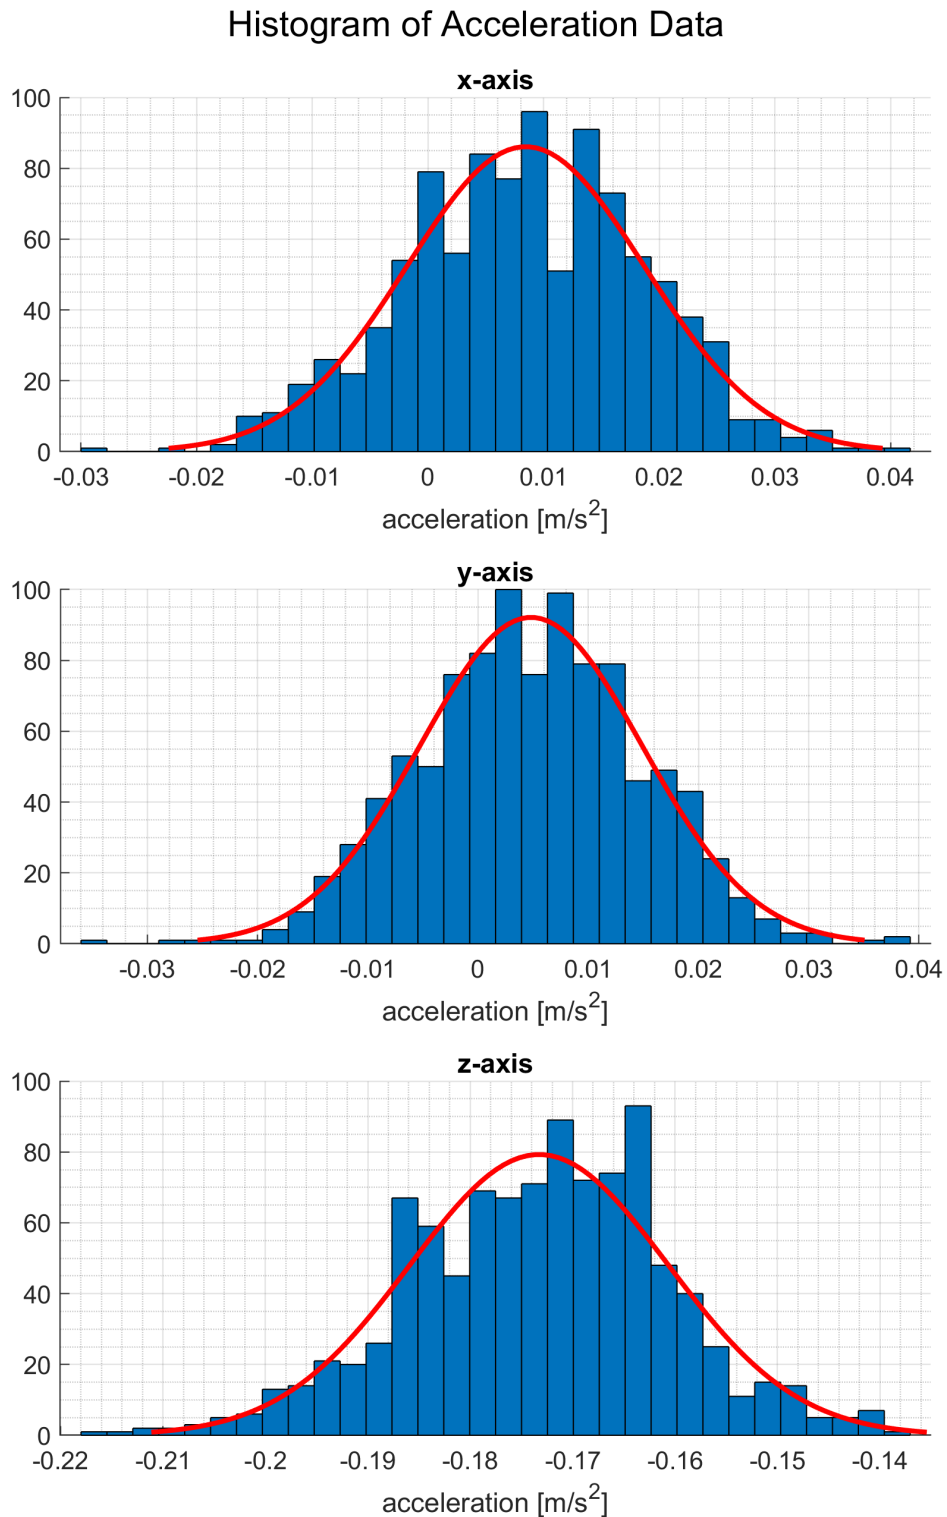 Histogram of Acceleration Data
x-axis
100
80
60
40
20
0
-0.03 -0.02 -0.01 0 0.01 0.02 0.03 0.04
acceleration [m/s²]
y-axis
100
80
60
40
20
0
-0.03 -0.02 -0.01 0 0.01 0.02 0.03 0.04
acceleration [m/s²]
z-axis
100
80
60
40
20
0
-0.22 -0.21 -0.2 -0.19 -0.18 -0.17 -0.16 -0.15 -0.14
acceleration [m/s²]